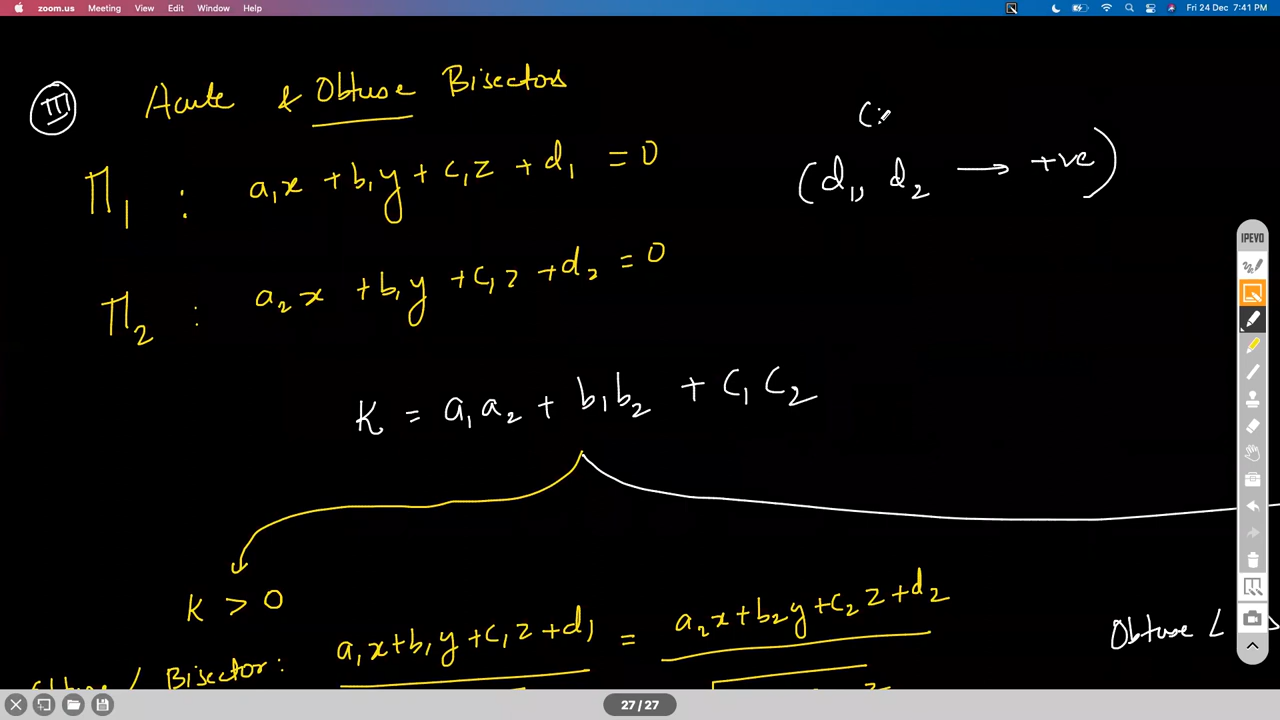 zoom.us Meeting View Edit Window Help Fri 24 Dec 7:41 PM
III Acute & Obtuse Bisectors
Π₁ : a₁x + b₁y + c₁z + d₁ = 0
(d₁, d₂ → +ve)
Π₂ : a₂x + b₁y + c₁z + d₂ = 0
IPEVO
K = a₁a₂ + b₁b₂ + c₁c₂
K > 0
Bisector: a₁x + b₁y + c₁z + d₁ = a₂x + b₂y + c₂z + d₂
Obtuse ∠
27 / 27